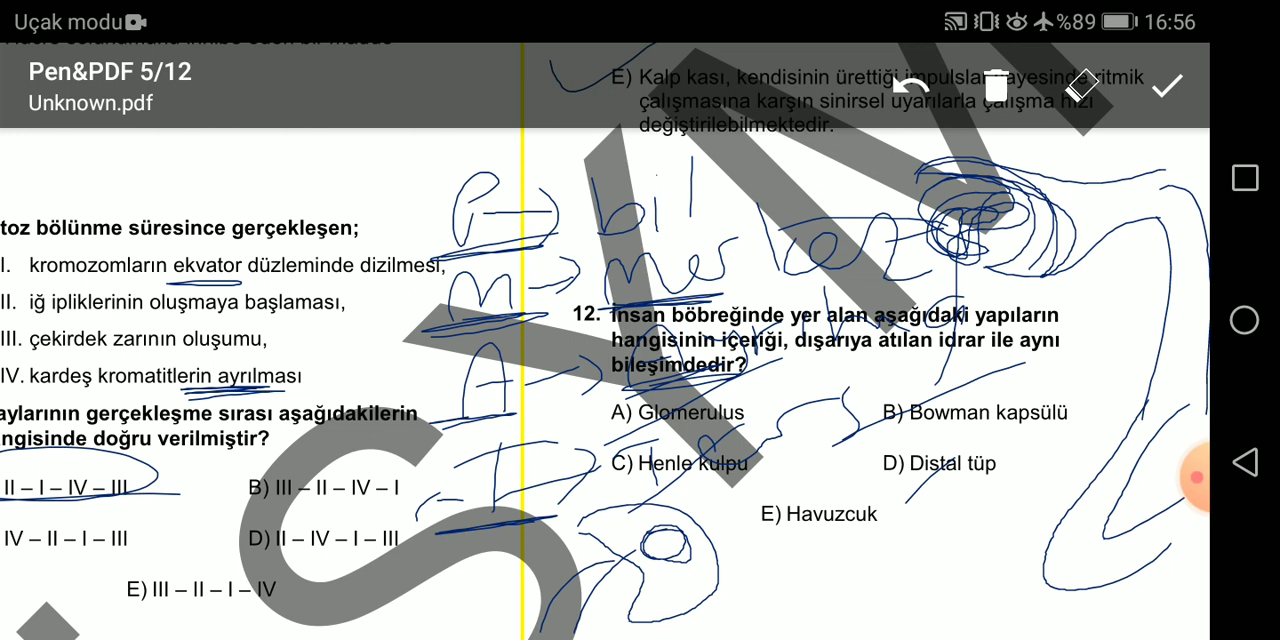 Uçak modu
%89 16:56
Pen&PDF 5/12
Unknown.pdf
toz bölünme süresince gerçekleşen;
I. kromozomların ekvator düzleminde dizilmesi,
II. iğ ipliklerinin oluşmaya başlaması,
III. çekirdek zarının oluşumu,
IV. kardeş kromatitlerin ayrılması
aylarının gerçekleşme sırası aşağıdakilerin
ngisinde doğru verilmiştir?
II – I – IV – III
B) III – II – IV – I
IV – II – I – III
D) II – IV – I – III
E) III – II – I – IV
E) Kalp kası, kendisinin ürettiği impulslar sayesinde ritmik
çalışmasına karşın sinirsel uyarılarla çalışma hızı
değiştirilebilmektedir.
P → bil
M → Mer
A →
12. İnsan böbreğinde yer alan aşağıdaki yapıların
hangisinin içeriği, dışarıya atılan idrar ile aynı
bileşimdedir?
A) Glomerulus
B) Bowman kapsülü
C) Henle kulpu
D) Distal tüp
E) Havuzcuk